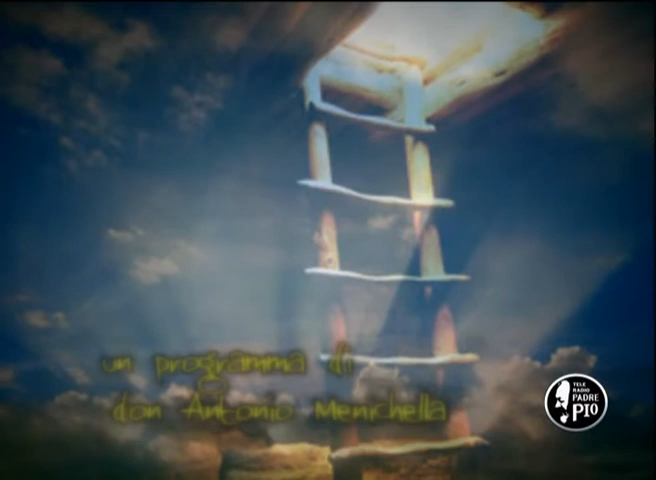 un programma di
don Antonio Menichella
TELE
RADIO
PADRE
PIO